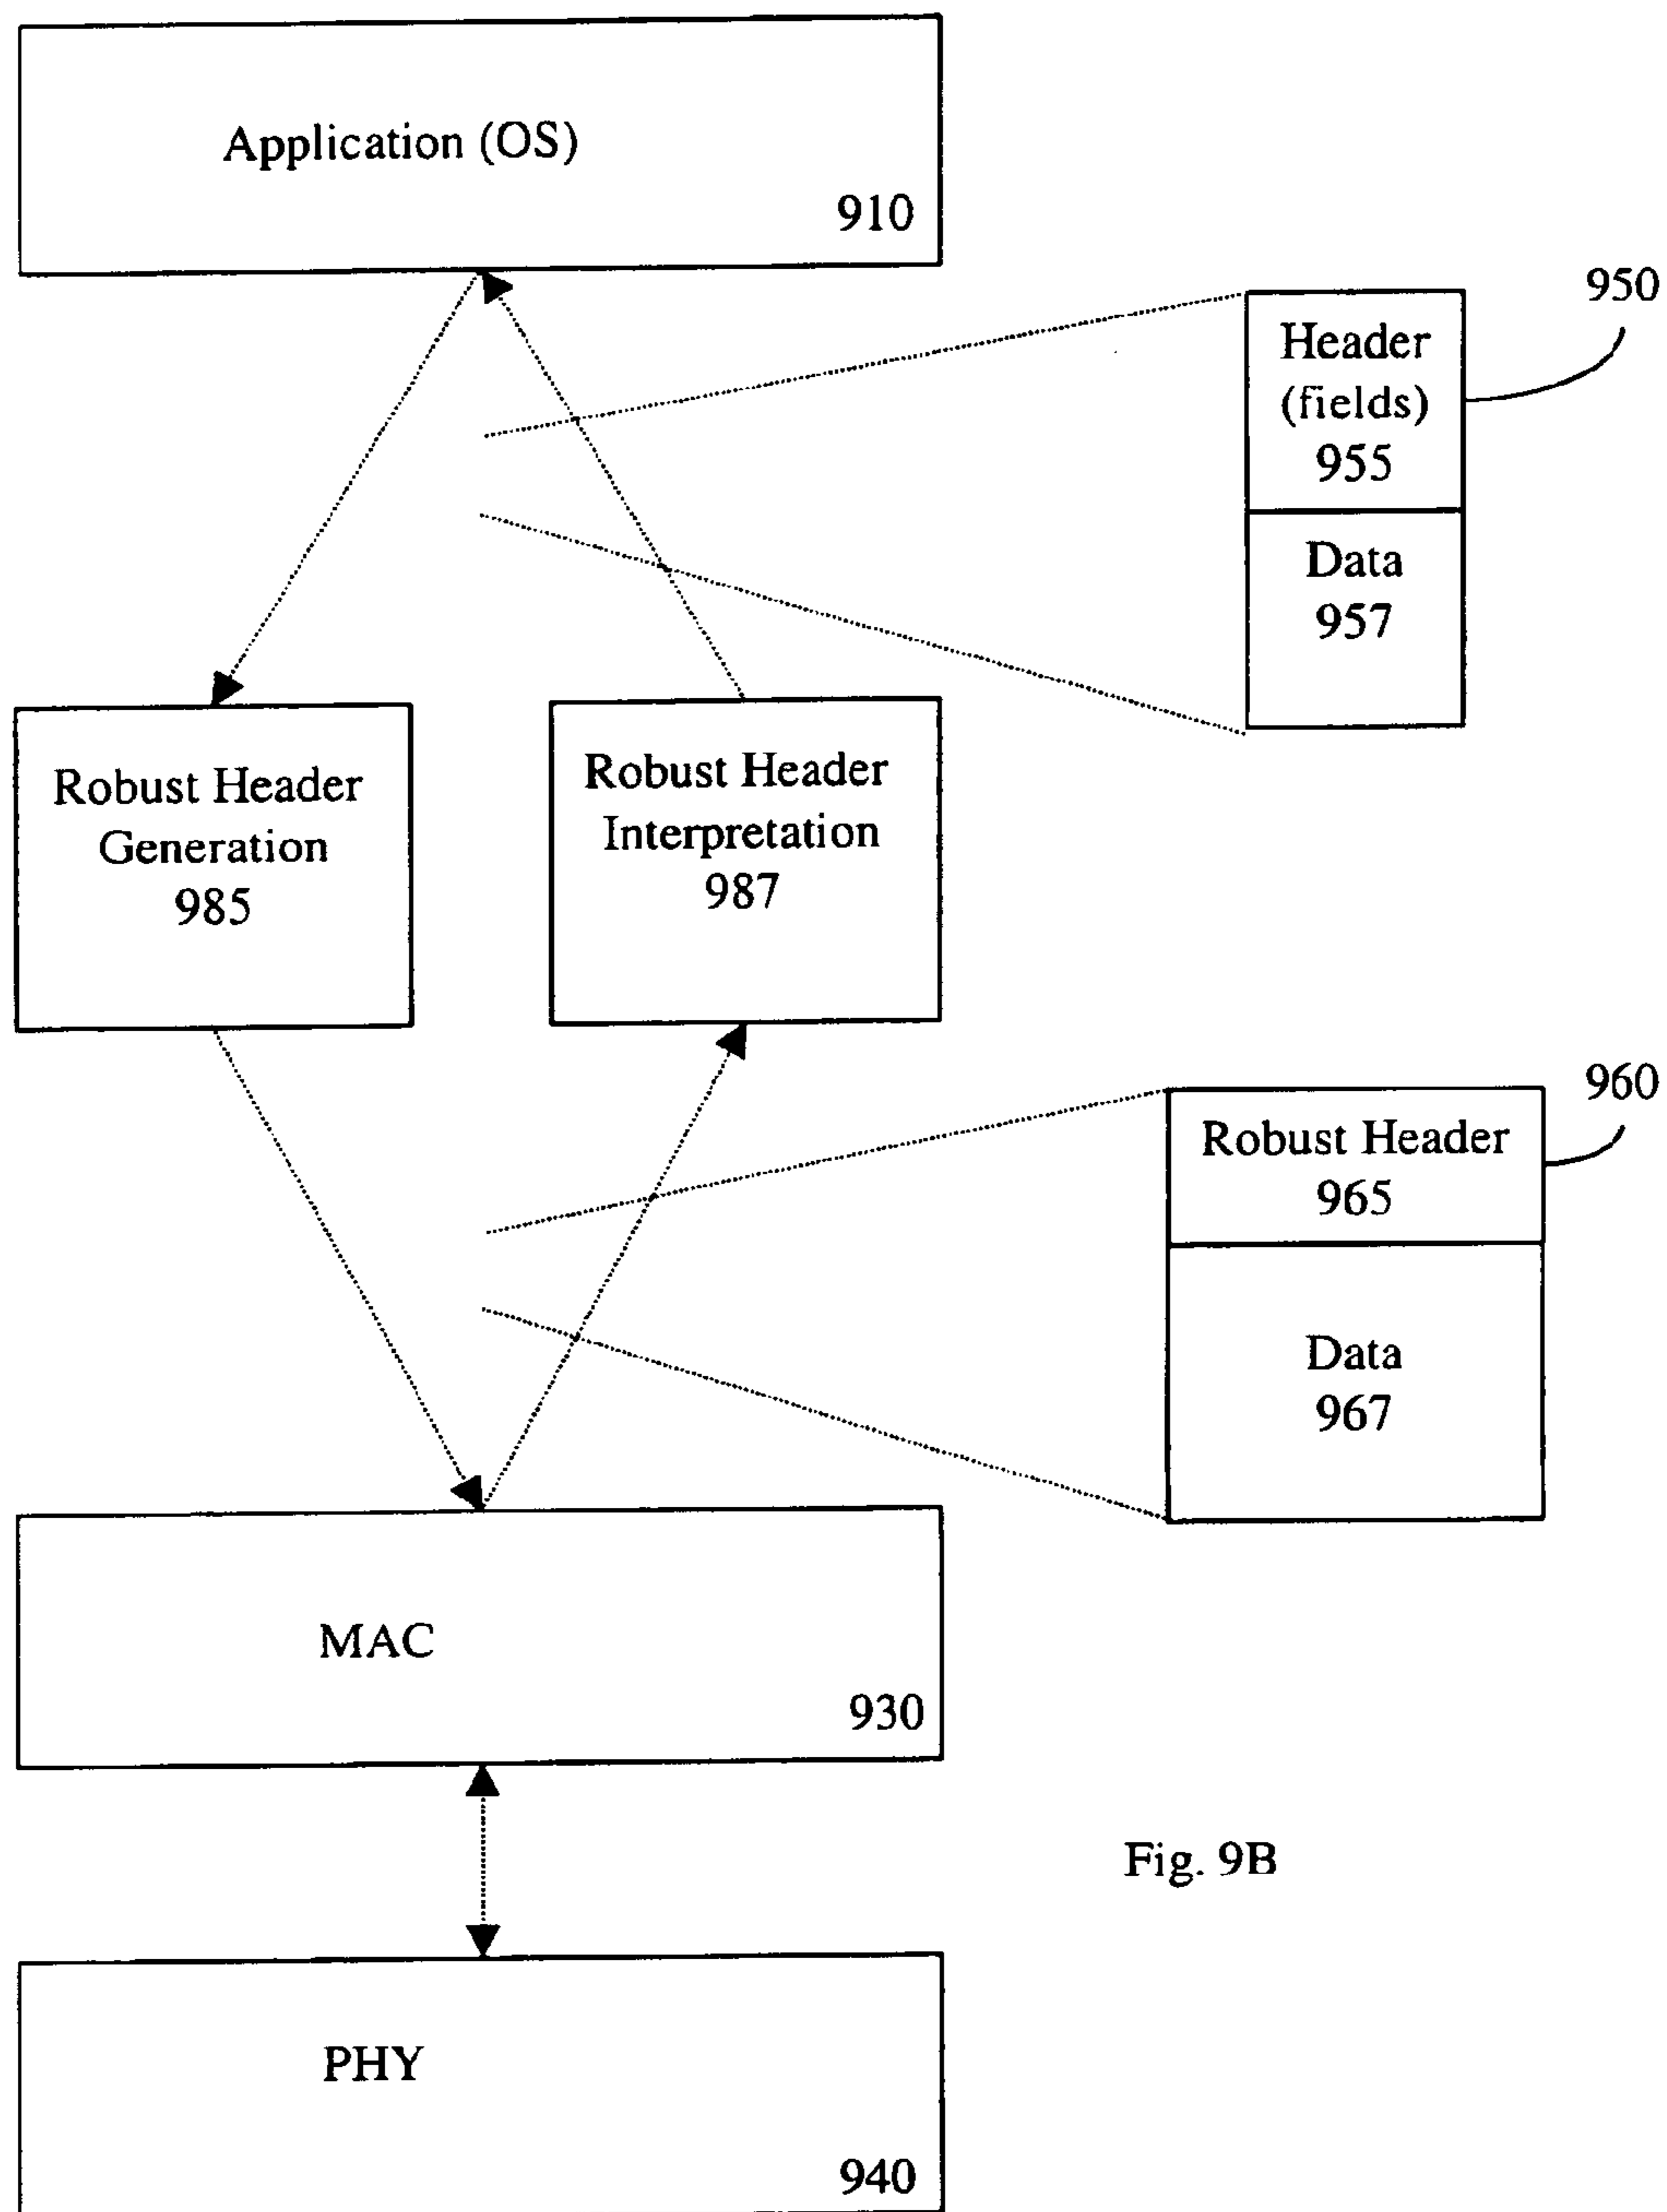 Application (OS)
910
950
Header
(fields)
955
Data
957
Robust Header
Generation
985
Robust Header
Interpretation
987
960
Robust Header
965
Data
967
MAC
930
Fig. 9B
PHY
940